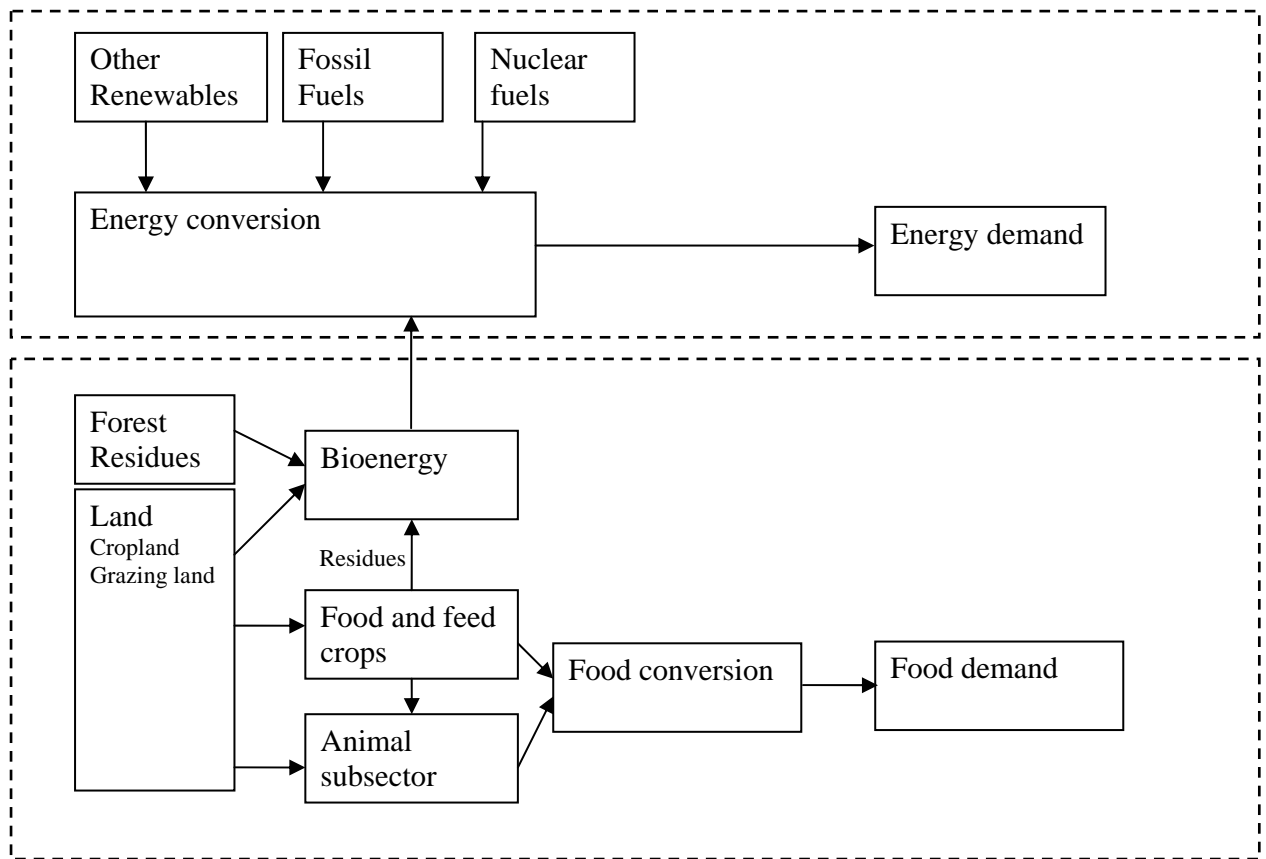 Other
Renewables
Fossil
Fuels
Nuclear
fuels
Energy conversion
Energy demand
Forest
Residues
Bioenergy
Land
Cropland
Grazing land
Residues
Food and feed
crops
Food conversion
Food demand
Animal
subsector